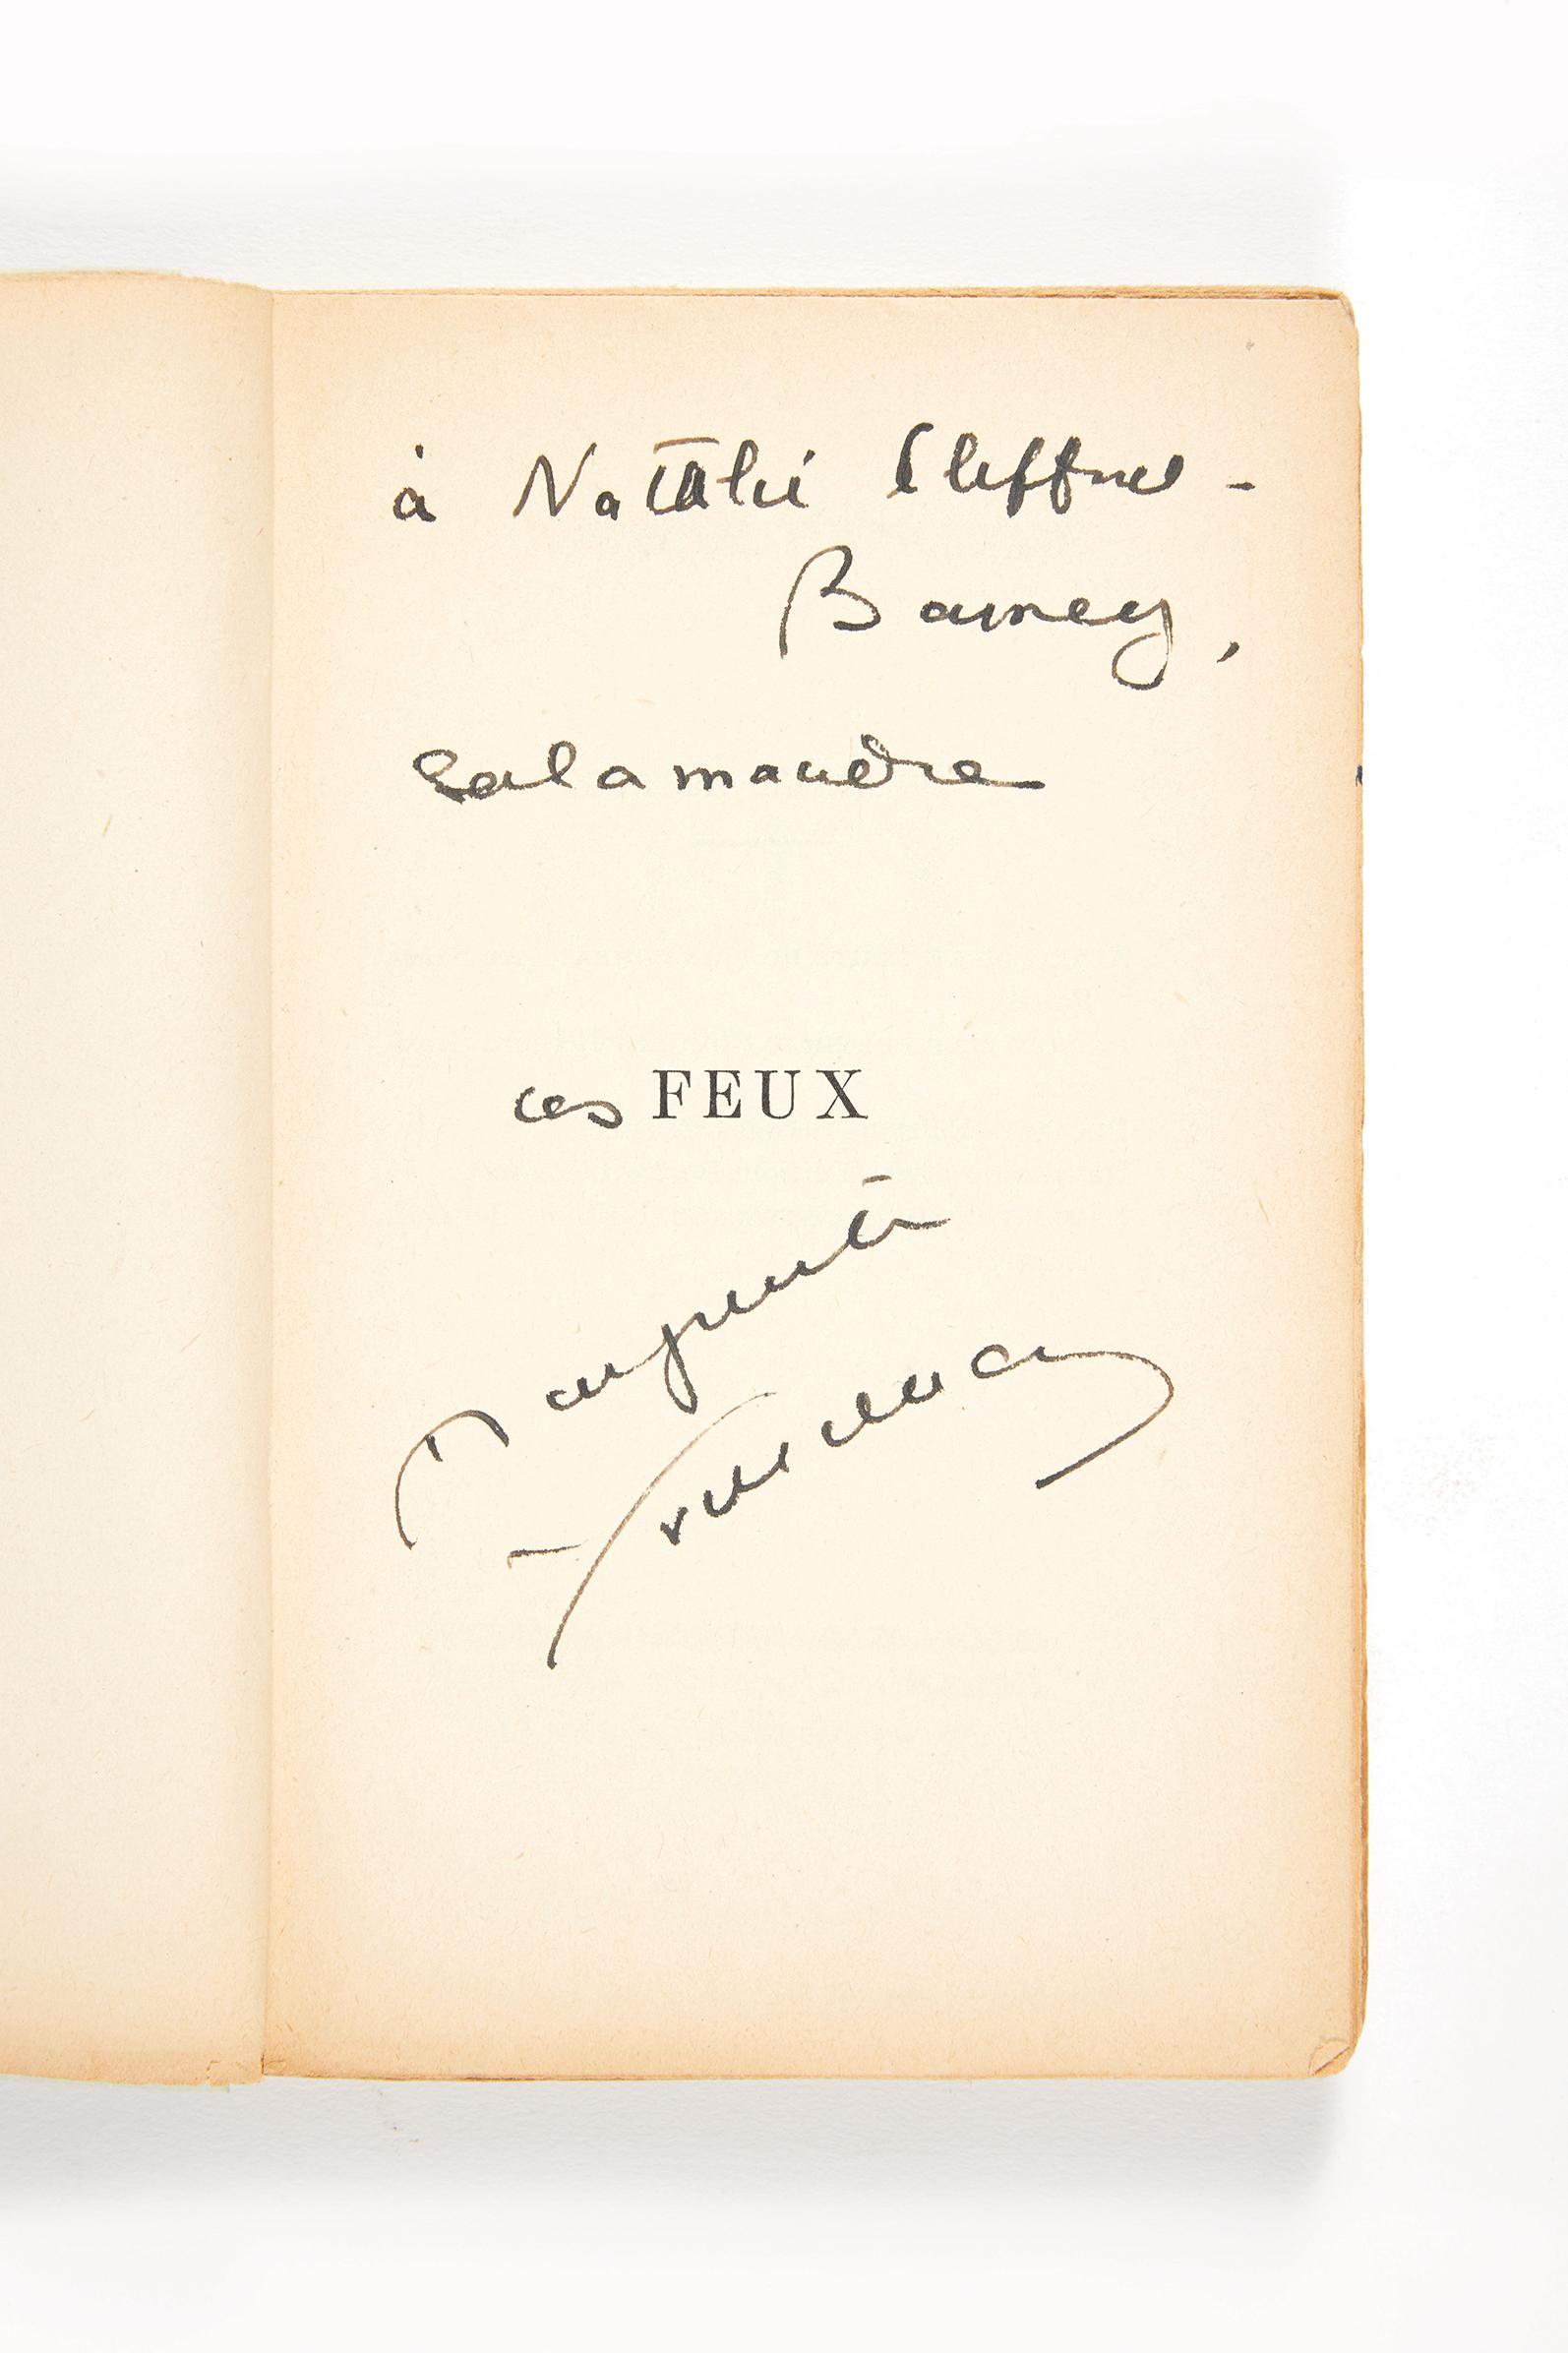 à Natalie Clifford-
Barney,
salamandre
ces FEUX
Marguerite
Yourcenar